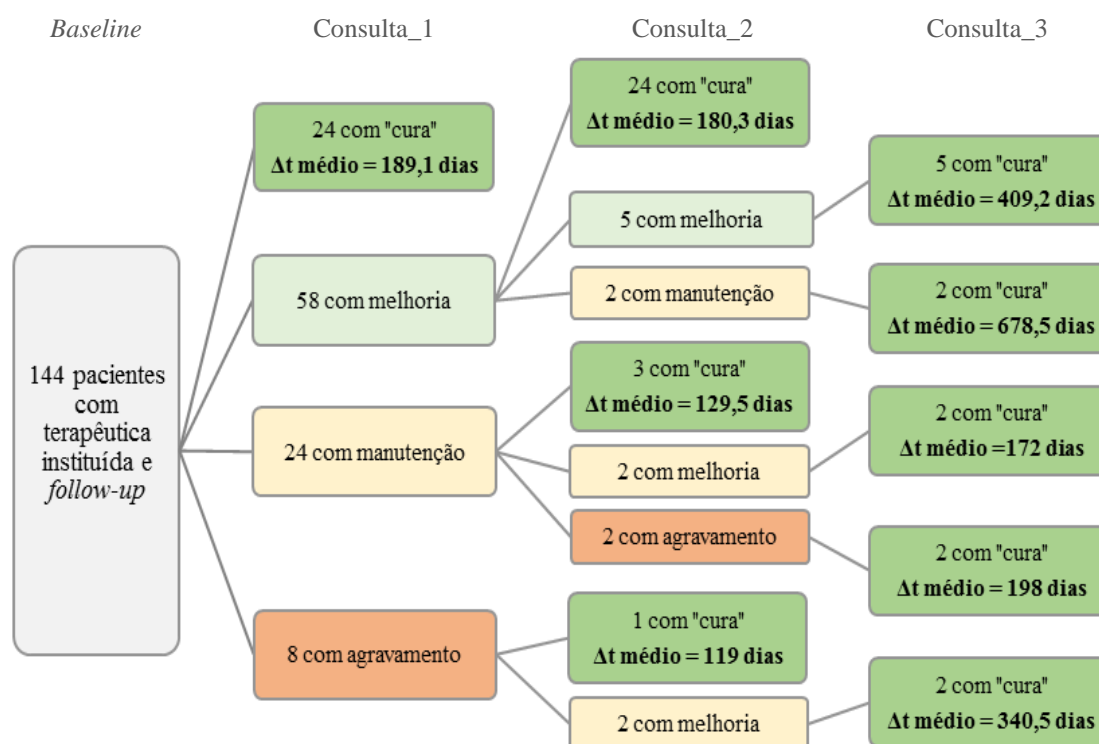 Baseline
Consulta_1
Consulta_2
Consulta_3
144 pacientes
com
terapêutica
instituída e
follow-up
24 com "cura"
Δt médio = 189,1 dias
58 com melhoria
24 com manutenção
8 com agravamento
24 com "cura"
Δt médio = 180,3 dias
5 com melhoria
2 com manutenção
3 com "cura"
Δt médio = 129,5 dias
2 com melhoria
2 com agravamento
1 com "cura"
Δt médio = 119 dias
2 com melhoria
5 com "cura"
Δt médio = 409,2 dias
2 com "cura"
Δt médio = 678,5 dias
2 com "cura"
Δt médio =172 dias
2 com "cura"
Δt médio = 198 dias
2 com "cura"
Δt médio = 340,5 dias